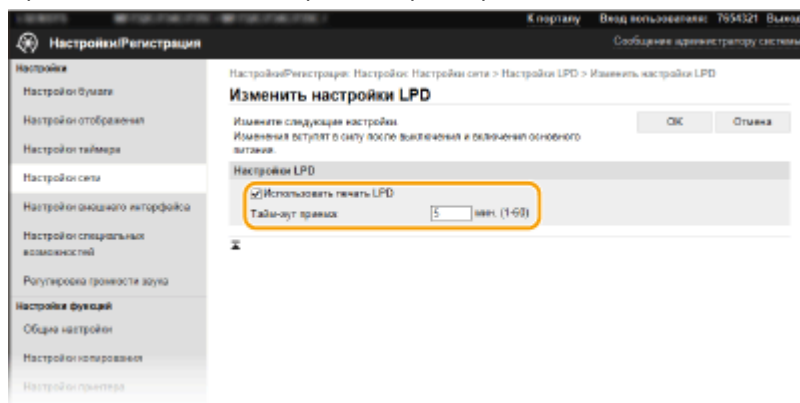 К порталу Вход пользователя: 7654321 Выход
Настройки/Регистрация
Сообщение администратору системы
Настройки
Настройки бумаги
Настройки отображения
Настройки таймера
Настройки сети
Настройки внешнего интерфейса
Настройки специальных
возможностей
Регулировка громкости звука
Настройки функций
Общие настройки
Настройки копирования
Настройки принтера
Настройки/Регистрация: Настройки: Настройки сети > Настройки LPD > Изменить настройки LPD
Изменить настройки LPD
Измените следующие настройки.
Изменения вступят в силу после выключения и включения основного
питания.
OK Отмена
Настройки LPD
Использовать печать LPD
Тайм-аут приема: 5 мин. (1-60)